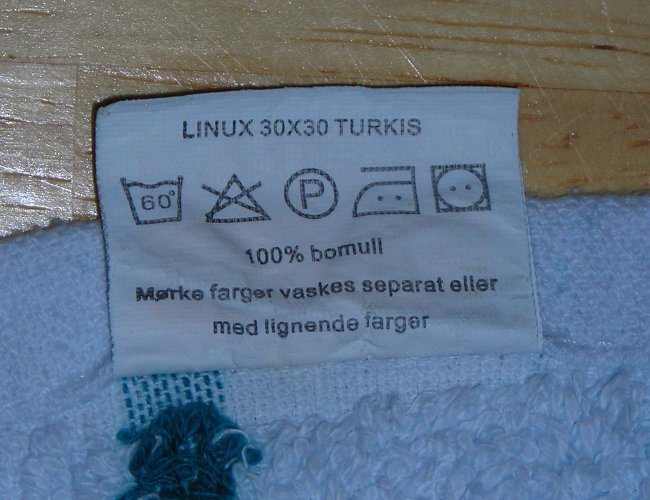 LINUX 30X30 TURKIS
60° P
100% bomull
Mørke farger vaskes separat eller
med lignende farger